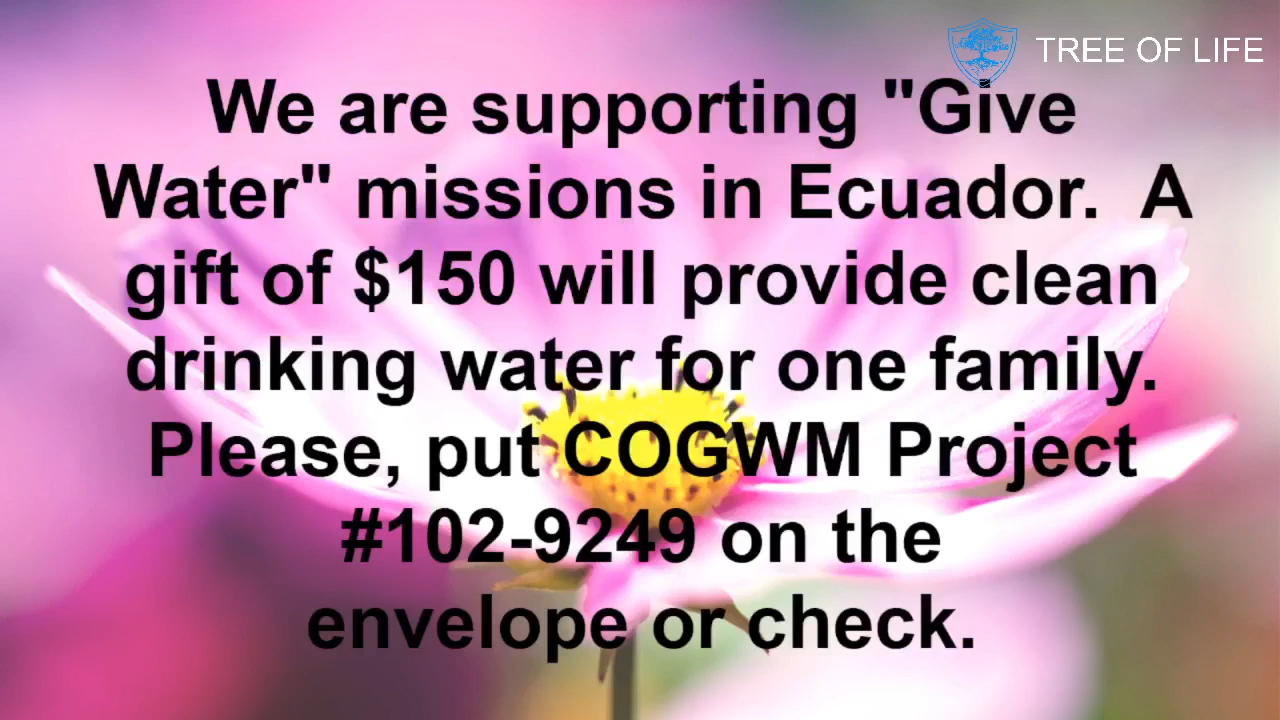 TREE OF LIFE
We are supporting "Give
Water" missions in Ecuador.  A
gift of $150 will provide clean
drinking water for one family.
Please, put COGWM Project
#102-9249 on the
envelope or check.